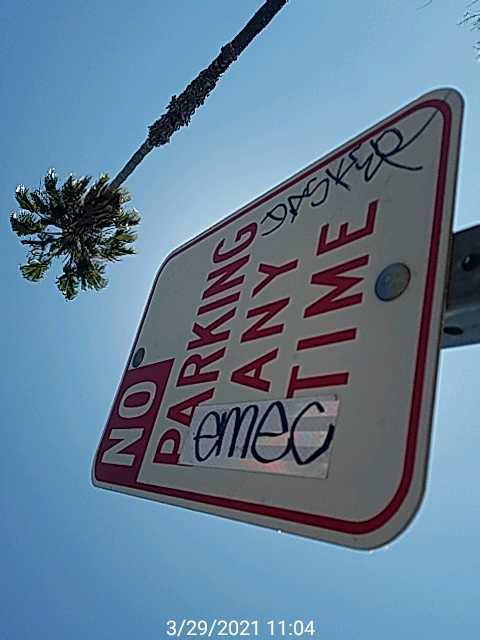 NO
PARKING
ANY
TIME
emec
3/29/2021 11:04